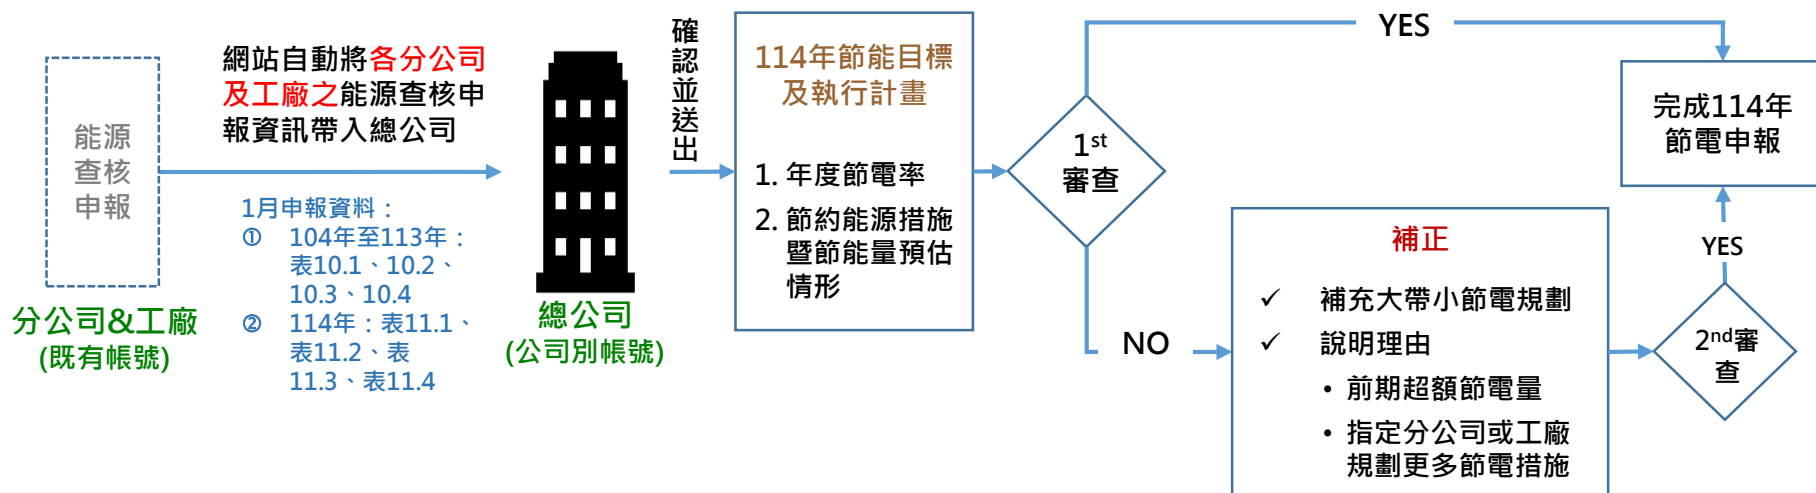 能源
查核
申報
分公司&工廠
(既有帳號)
網站自動將各分公司
及工廠之能源查核申
報資訊帶入總公司
1月申報資料：
① 104年至113年：
表10.1、10.2、
10.3、10.4
② 114年：表11.1、
表11.2、表
11.3、表11.4
總公司
(公司別帳號)
確認並送出
114年節能目標
及執行計畫
1. 年度節電率
2. 節約能源措施
暨節能量預估
情形
1st
審查
YES
NO
補正
✓ 補充大帶小節電規劃
✓ 說明理由
• 前期超額節電量
• 指定分公司或工廠
規劃更多節電措施
2nd審
查
YES
完成114年
節電申報